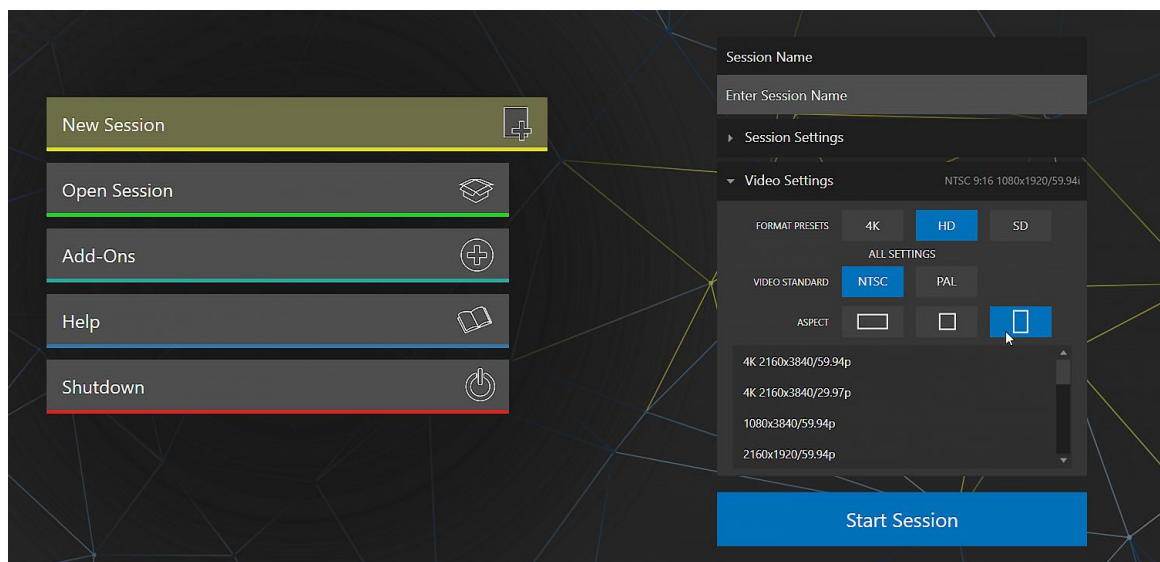 New Session
Open Session
Add-Ons
Help
Shutdown
Session Name
Enter Session Name
Session Settings
Video Settings NTSC 9:16 1080x1920/59.94i
FORMAT PRESETS 4K HD SD
ALL SETTINGS
VIDEO STANDARD NTSC PAL
ASPECT
4K 2160x3840/59.94p
4K 2160x3840/29.97p
1080x3840/59.94p
2160x1920/59.94p
Start Session